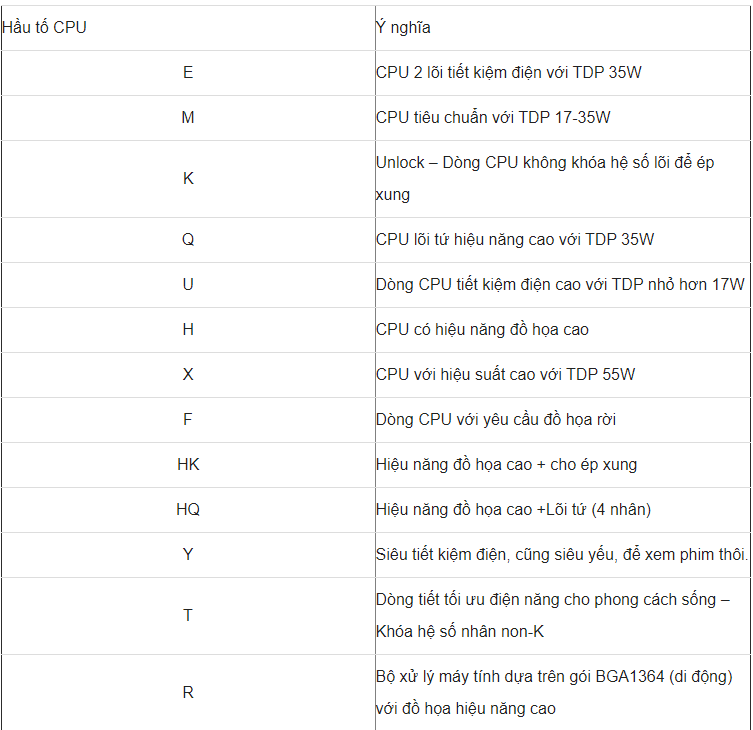 Hầu tố CPU
Ý nghĩa
E
CPU 2 lõi tiết kiệm điện với TDP 35W
M
CPU tiêu chuẩn với TDP 17-35W
K
Unlock – Dòng CPU không khóa hệ số lõi để ép
xung
Q
CPU lõi tứ hiệu năng cao với TDP 35W
U
Dòng CPU tiết kiệm điện cao với TDP nhỏ hơn 17W
H
CPU có hiệu năng đồ họa cao
X
CPU với hiệu suất cao với TDP 55W
F
Dòng CPU với yêu cầu đồ họa rời
HK
Hiệu năng đồ họa cao + cho ép xung
HQ
Hiệu năng đồ họa cao +Lõi tứ (4 nhân)
Y
Siêu tiết kiệm điện, cũng siêu yếu, để xem phim thôi.
T
Dòng tiết tối ưu điện năng cho phong cách sống –
Khóa hệ số nhân non-K
R
Bộ xử lý máy tính dựa trên gói BGA1364 (di động)
với đồ họa hiệu năng cao